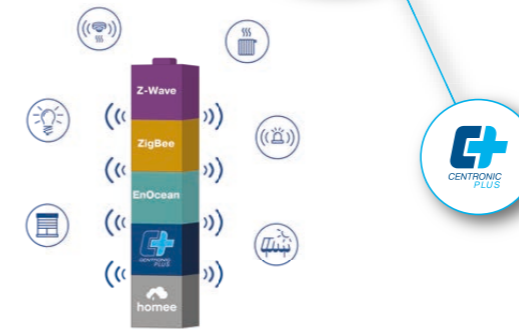 Z-Wave
ZigBee
EnOcean
CENTRONIC
PLUS
homee
CENTRONIC
PLUS